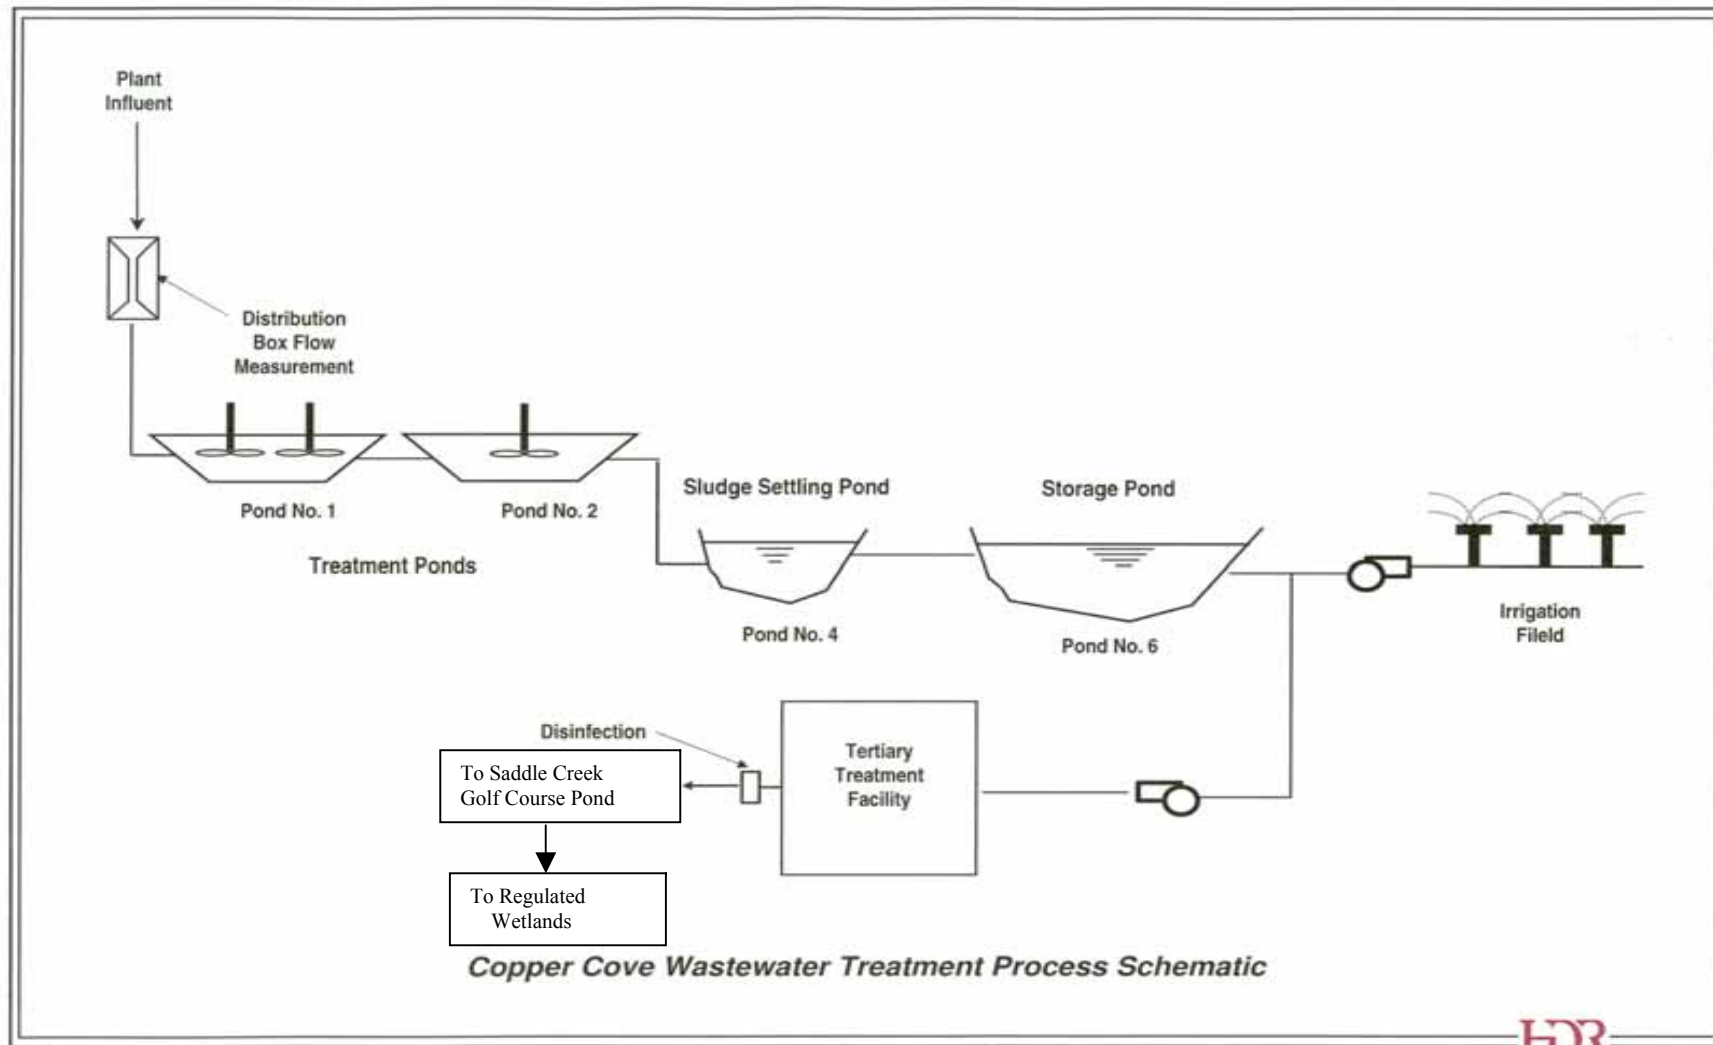 Plant
Influent
Distribution
Box Flow
Measurement
Pond No. 1
Pond No. 2
Treatment Ponds
Sludge Settling Pond
Pond No. 4
Storage Pond
Pond No. 6
Irrigation
Fileld
Disinfection
Tertiary
Treatment
Facility
To Saddle Creek
Golf Course Pond
To Regulated
Wetlands
Copper Cove Wastewater Treatment Process Schematic
HDR